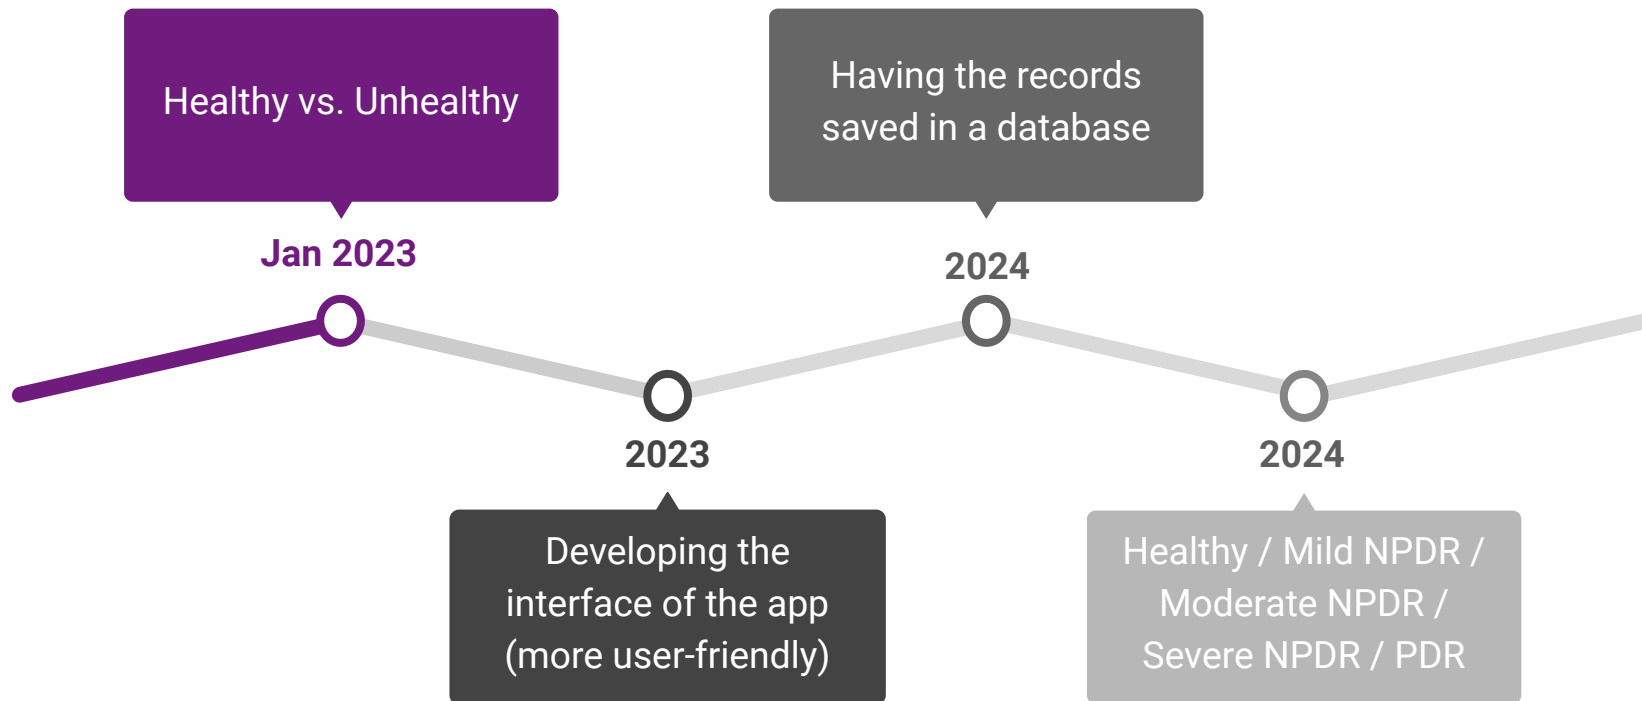 Healthy vs. Unhealthy
Jan 2023
2023
Developing the
interface of the app
(more user-friendly)
Having the records
saved in a database
2024
2024
Healthy / Mild NPDR /
Moderate NPDR /
Severe NPDR / PDR